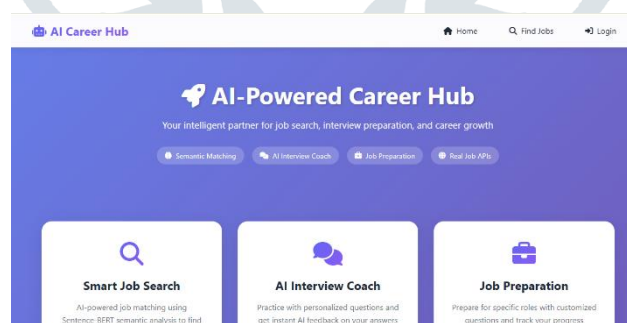 AI Career Hub
Home Find Jobs Login
AI-Powered Career Hub
Your intelligent partner for job search, interview preparation, and career growth
Semantic Matching AI Interview Coach Job Preparation Real Job APIs
Smart Job Search
AI-powered job matching using
Sentence-BERT semantic analysis to find
AI Interview Coach
Practice with personalized questions and
get instant AI feedback on your answers
Job Preparation
Prepare for specific roles with customized
questions and track your progress